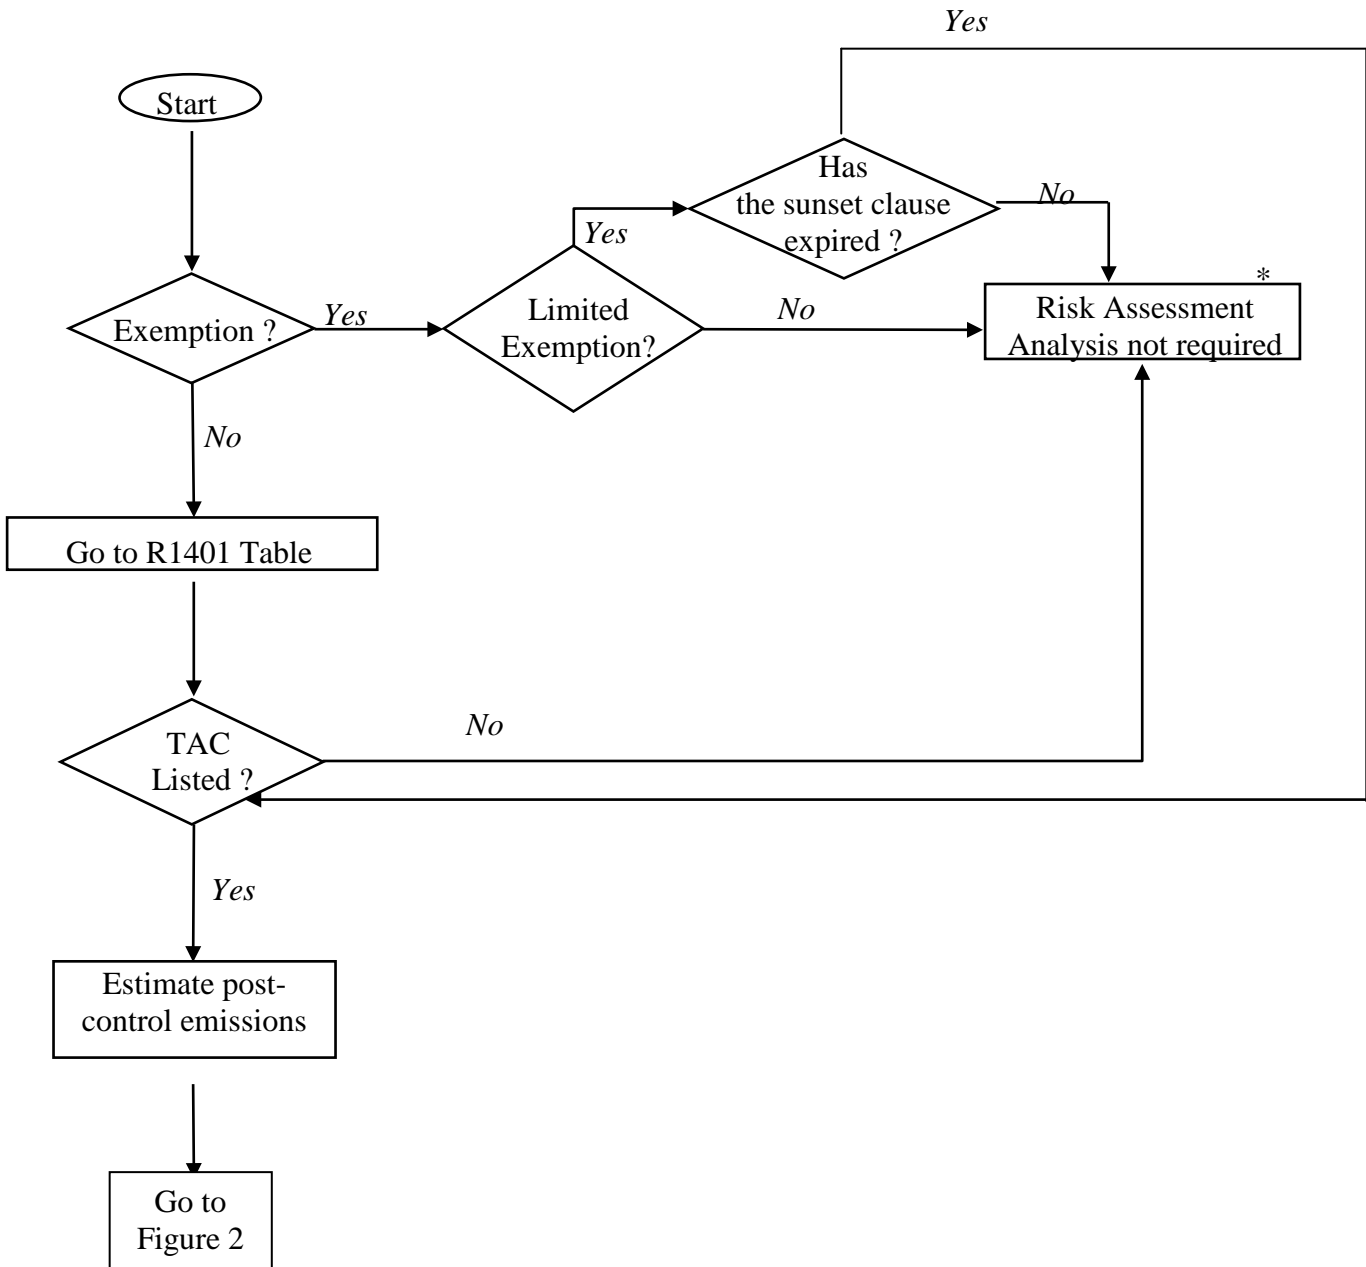 Yes
Start
Has
the sunset clause
expired ?
No
Yes
*
Exemption ?
Yes
Limited
Exemption?
No
Risk Assessment
Analysis not required
No
Go to R1401 Table
No
TAC
Listed ?
Yes
Estimate post-
control emissions
Go to
Figure 2